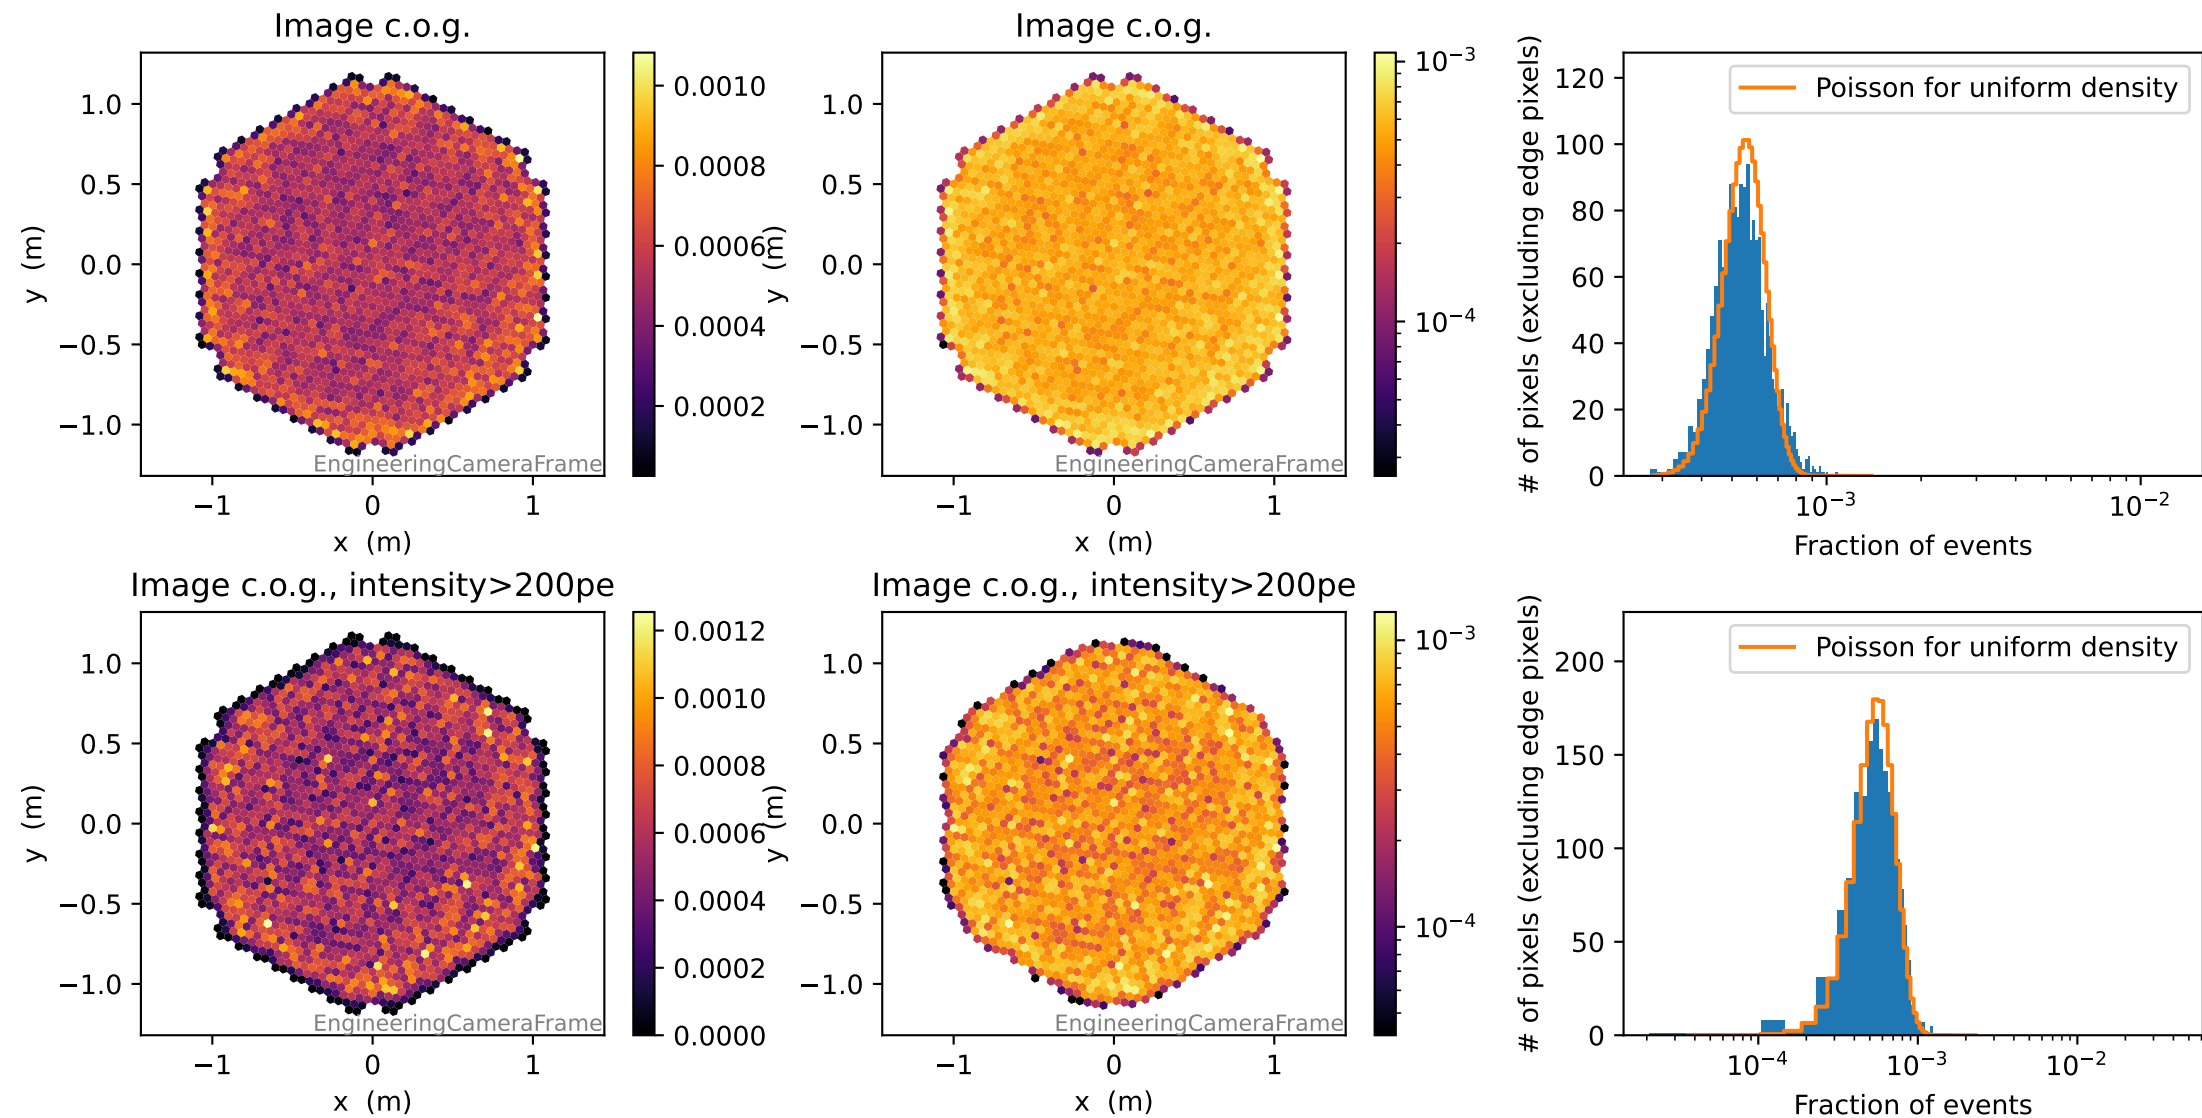 Image c.o.g.
1.0
0.5
0.0
−0.5
−1.0
y (m)
−1 0 1
x (m)
EngineeringCameraFrame
0.0010
0.0008
0.0006
0.0004
0.0002
Image c.o.g.
1.0
0.5
0.0
−0.5
−1.0
y (m)
−1 0 1
x (m)
EngineeringCameraFrame
10−3
10−4
Poisson for uniform density
120
100
80
60
40
20
0
# of pixels (excluding edge pixels)
10−3 10−2
Fraction of events
Image c.o.g., intensity>200pe
1.0
0.5
0.0
−0.5
−1.0
y (m)
−1 0 1
x (m)
EngineeringCameraFrame
0.0012
0.0010
0.0008
0.0006
0.0004
0.0002
0.0000
Image c.o.g., intensity>200pe
1.0
0.5
0.0
−0.5
−1.0
y (m)
−1 0 1
x (m)
EngineeringCameraFrame
10−3
10−4
Poisson for uniform density
200
150
100
50
0
# of pixels (excluding edge pixels)
10−4 10−3 10−2
Fraction of events